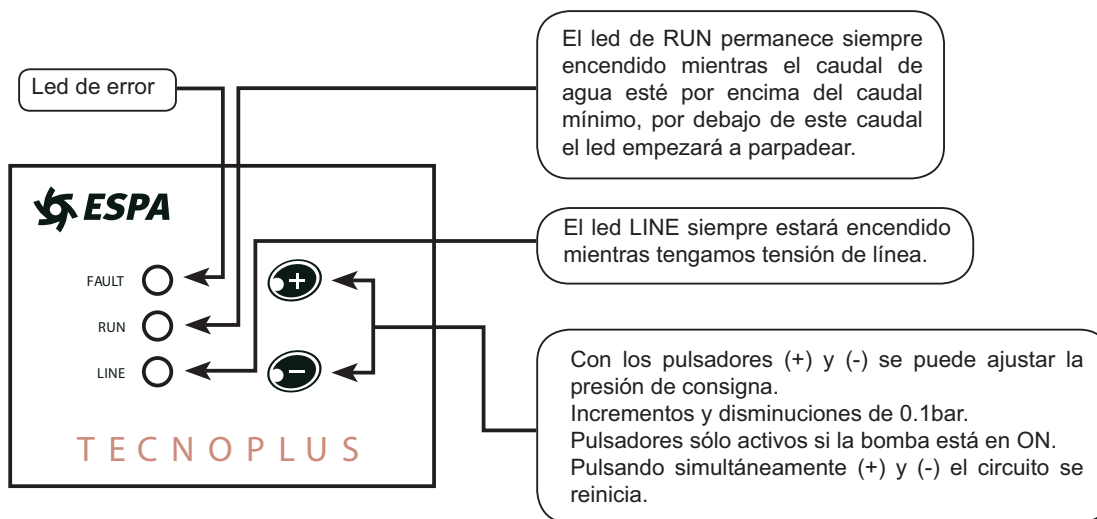 El led de RUN permanece siempre
encendido mientras el caudal de
agua esté por encima del caudal
mínimo, por debajo de este caudal
el led empezará a parpadear.
Led de error
ESPA
El led LINE siempre estará encendido
mientras tengamos tensión de línea.
FAULT
+
RUN
LINE
-
Con los pulsadores (+) y (-) se puede ajustar la
presión de consigna.
Incrementos y disminuciones de 0.1bar.
Pulsadores sólo activos si la bomba está en ON.
Pulsando simultáneamente (+) y (-) el circuito se
reinicia.
TECNOPLUS